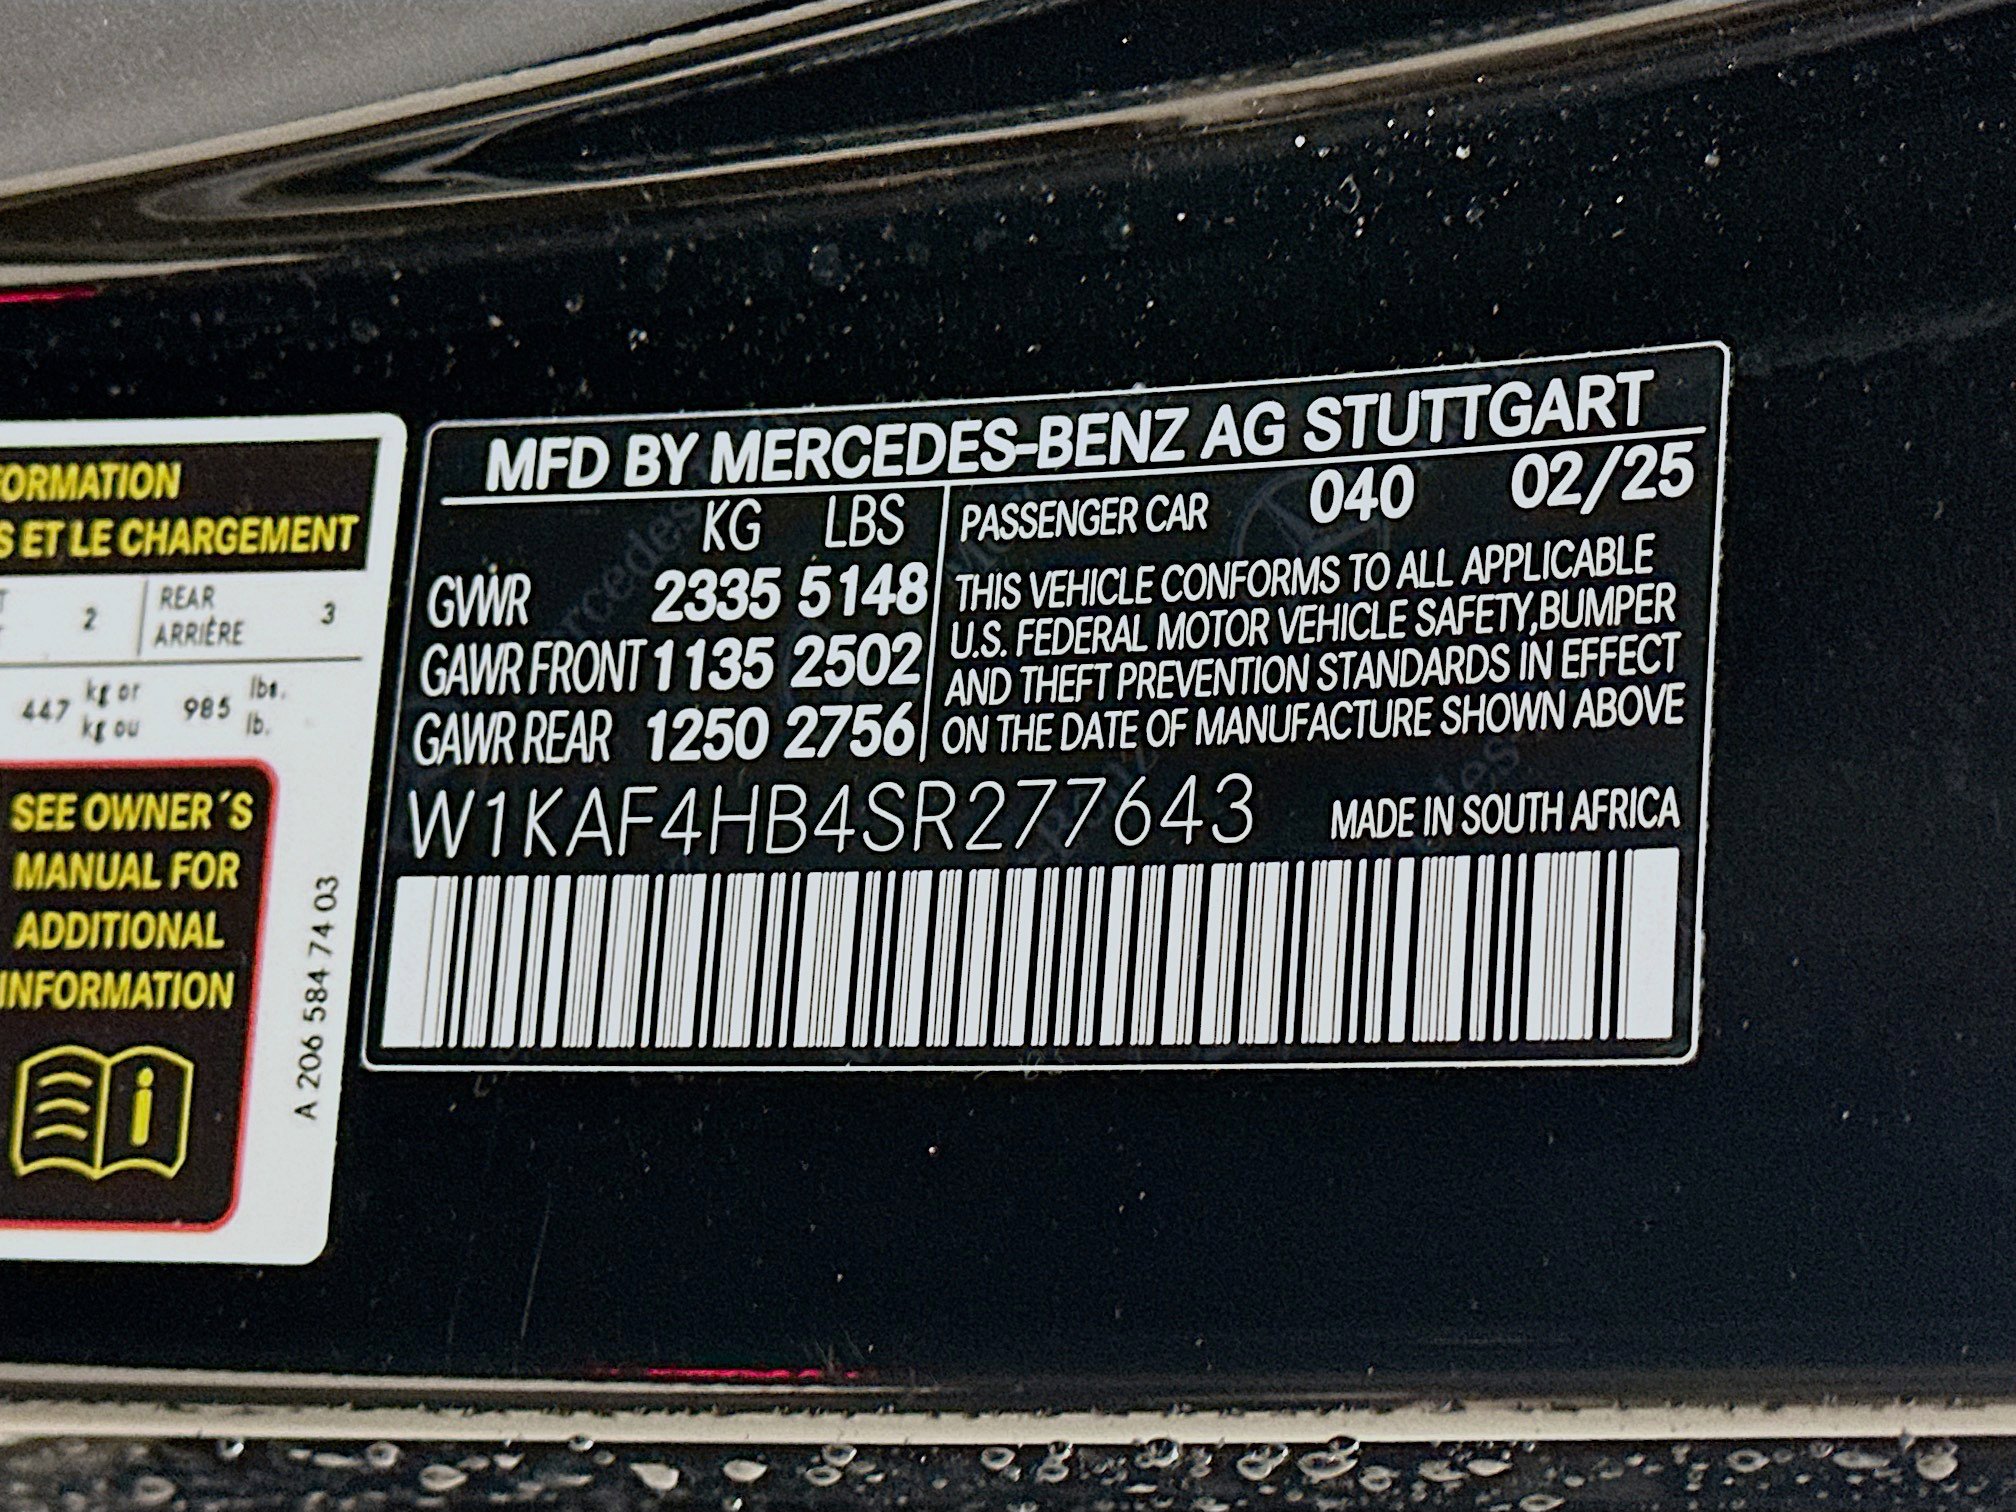 ORMATION
S ET LE CHARGEMENT
T 2 REAR 3
ARRIÈRE
447 kg or 985 lbs.
kg ou lb.
SEE OWNER´S
MANUAL FOR
ADDITIONAL
INFORMATION
A 206 584 74 03
MFD BY MERCEDES-BENZ AG STUTTGART
KG LBS
GVWR 2335 5148
GAWR FRONT 1135 2502
GAWR REAR 1250 2756
PASSENGER CAR 040 02/25
THIS VEHICLE CONFORMS TO ALL APPLICABLE
U.S. FEDERAL MOTOR VEHICLE SAFETY,BUMPER
AND THEFT PREVENTION STANDARDS IN EFFECT
ON THE DATE OF MANUFACTURE SHOWN ABOVE
W1KAF4HB4SR277643 MADE IN SOUTH AFRICA